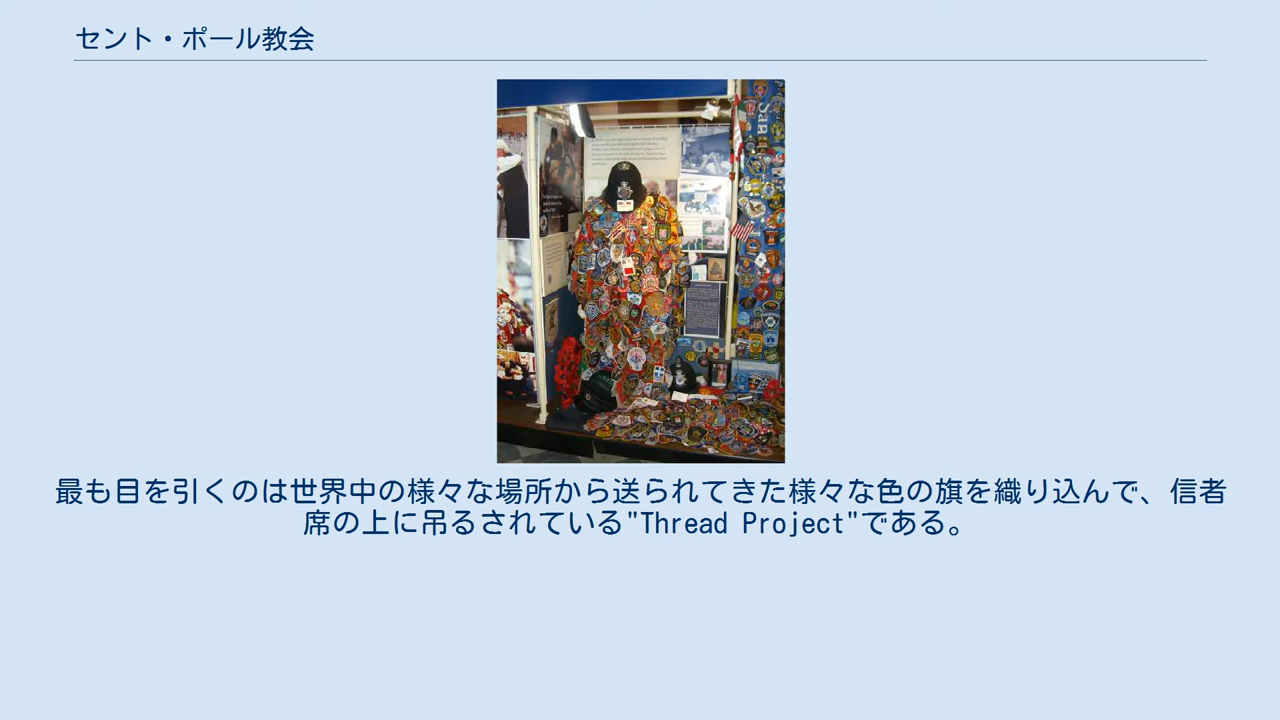 セント・ポール教会
San
最も目を引くのは世界中の様々な場所から送られてきた様々な色の旗を織り込んで、信者
席の上に吊るされている"Thread Project"である。